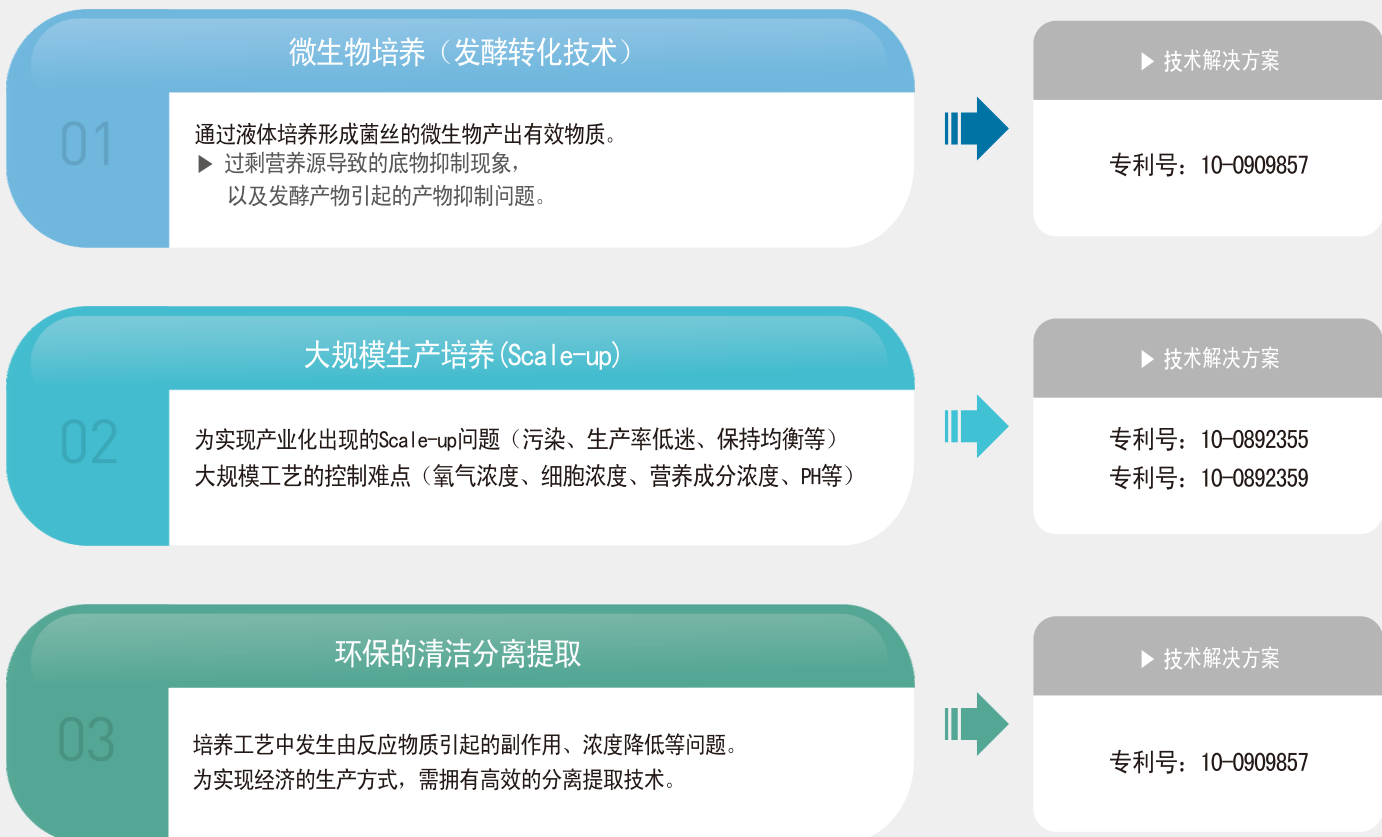 微生物培养（发酵转化技术）
01
通过液体培养形成菌丝的微生物产出有效物质。
▶ 过剩营养源导致的底物抑制现象，
以及发酵产物引起的产物抑制问题。
▶ 技术解决方案
专利号：10-0909857
大规模生产培养(Scale-up)
02
为实现产业化出现的Scale-up问题（污染、生产率低迷、保持均衡等）
大规模工艺的控制难点（氧气浓度、细胞浓度、营养成分浓度、PH等）
▶ 技术解决方案
专利号：10-0892355
专利号：10-0892359
环保的清洁分离提取
03
培养工艺中发生由反应物质引起的副作用、浓度降低等问题。
为实现经济的生产方式，需拥有高效的分离提取技术。
▶ 技术解决方案
专利号：10-0909857